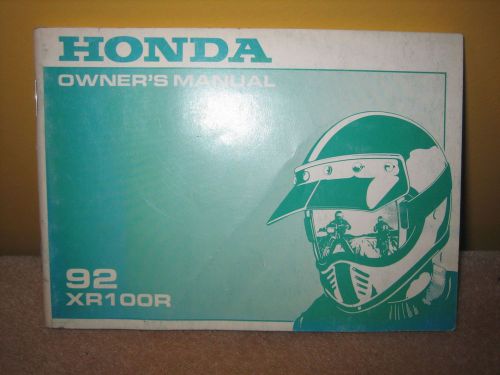 HONDA
OWNER'S MANUAL
92
XR100R